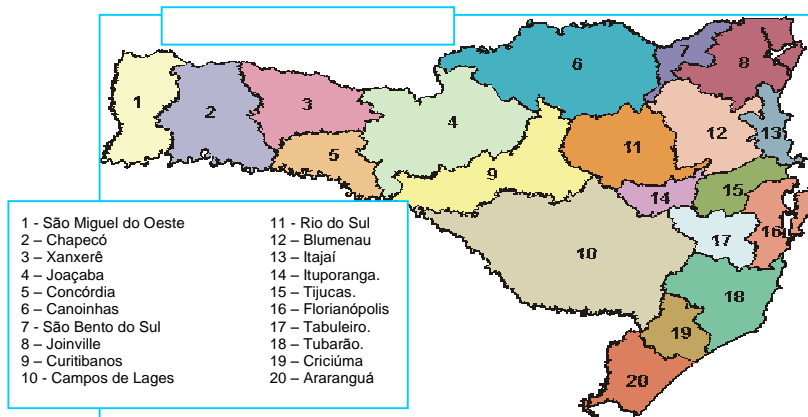 1
2
3
4
5
6
7
8
9
10
11
12
13
14
15
16
17
18
19
20
1 - São Miguel do Oeste
2 – Chapecó
3 – Xanxerê
4 – Joaçaba
5 – Concórdia
6 – Canoinhas
7 - São Bento do Sul
8 – Joinville
9 – Curitibanos
10 - Campos de Lages
11 - Rio do Sul
12 – Blumenau
13 – Itajaí
14 – Ituporanga.
15 – Tijucas.
16 – Florianópolis
17 – Tabuleiro.
18 – Tubarão.
19 – Criciúma
20 – Araranguá